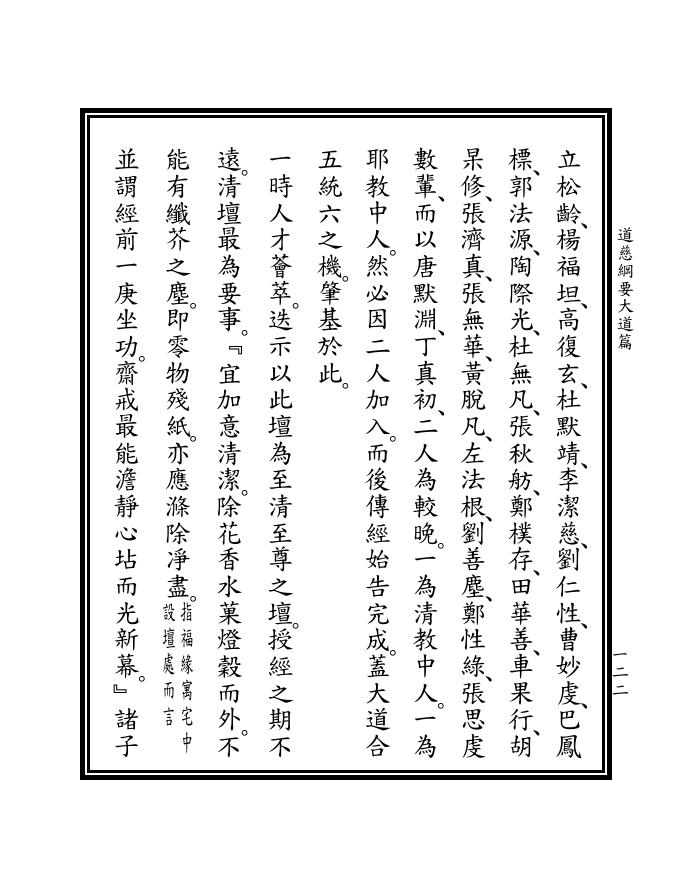 道慈綱要大道篇
一二二
立松齡、楊福坦、高復玄、杜默靖、李潔慈、劉仁性、曹妙虔、巴鳳
標、郭法源、陶際光、杜無凡、張秋舫、鄭樸存、田華善、車果行、胡
杲修、張濟真、張無華、黃脫凡、左法根、劉善塵、鄭性綠、張思虔
數輩、而以唐默淵、丁真初、二人為較晚。一為清教中人。一為
耶教中人。然必因二人加入。而後傳經始告完成。蓋大道合
五統六之機。肇基於此。
一時人才薈萃。迭示以此壇為至清至尊之壇。授經之期不
遠。清壇最為要事。『宜加意清潔。除花香水菓燈穀而外。不
能有纖芥之塵。即零物殘紙。亦應滌除凈盡。指福緣寓宅中
設壇處而言
並謂經前一庚坐功。齋戒最能澹靜心坫而光新幕。』諸子